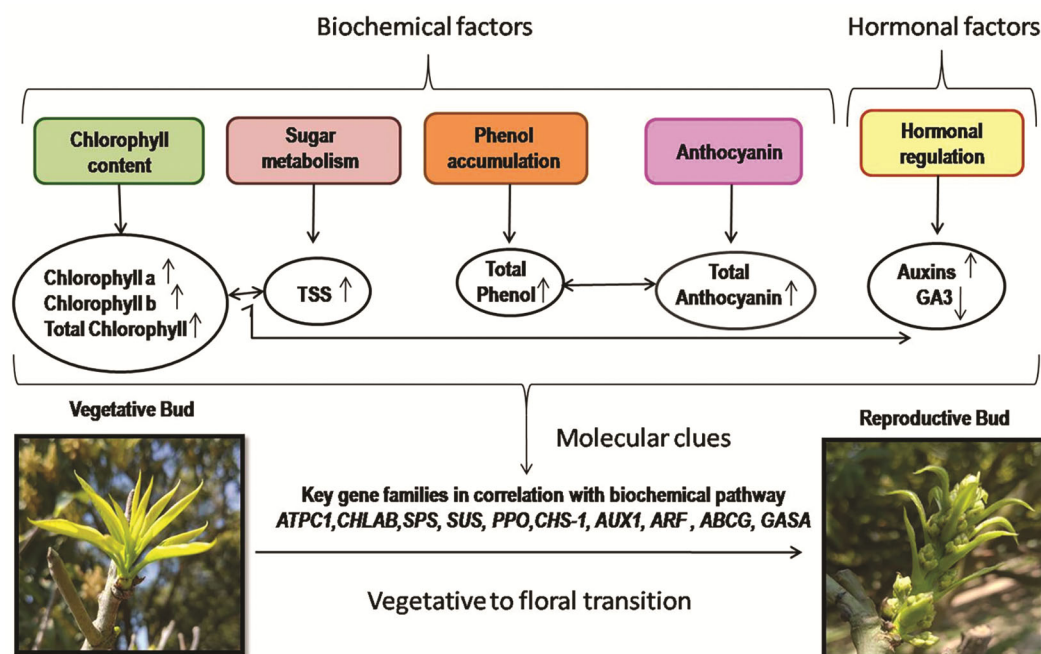 Biochemical factors
Hormonal factors
Chlorophyll
content
Sugar
metabolism
Phenol
accumulation
Anthocyanin
Hormonal
regulation
Chlorophyll a ↑
Chlorophyll b ↑
Total Chlorophyll ↑
TSS ↑
Total
Phenol ↑
Total
Anthocyanin ↑
Auxins ↑
GA3 ↓
Vegetative Bud
Reproductive Bud
Molecular clues
Key gene families in correlation with biochemical pathway
ATPC1,CHLAB,SPS, SUS, PPO,CHS-1, AUX1, ARF , ABCG, GASA
Vegetative to floral transition